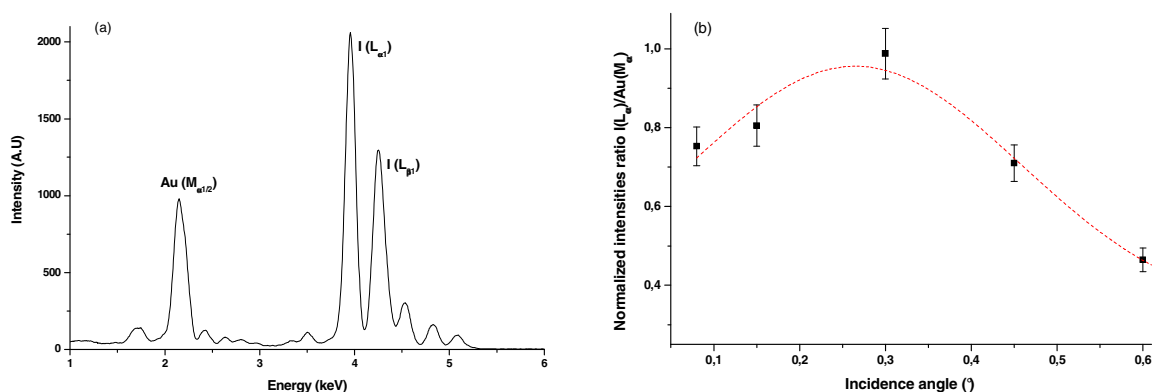 (a)
2000
1500
1000
500
0
Intensity (A.U)
I (Lα1)
I (Lβ1)
Au (Mα1/2)
1 2 3 4 5 6
Energy (keV)
(b)
1,0
0,8
0,6
0,4
Normalized intensities ratio I(Lα)/Au(Mα)
0,1 0,2 0,3 0,4 0,5 0,6
Incidence angle (°)